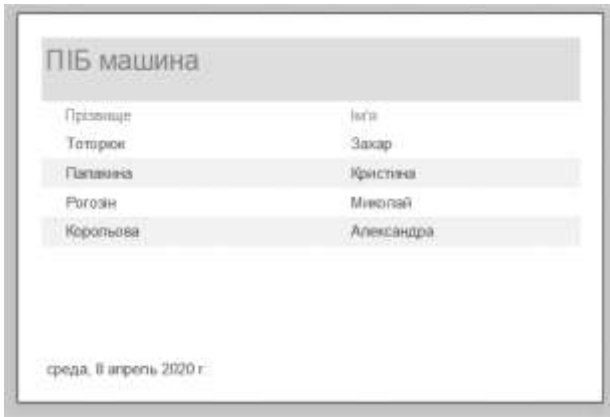 ПІБ машина
Прізвище Ім'я
Тоторюк Захар
Папакина Кристина
Рогозін Миколай
Корольова Александра
среда, 8 апрель 2020 г.